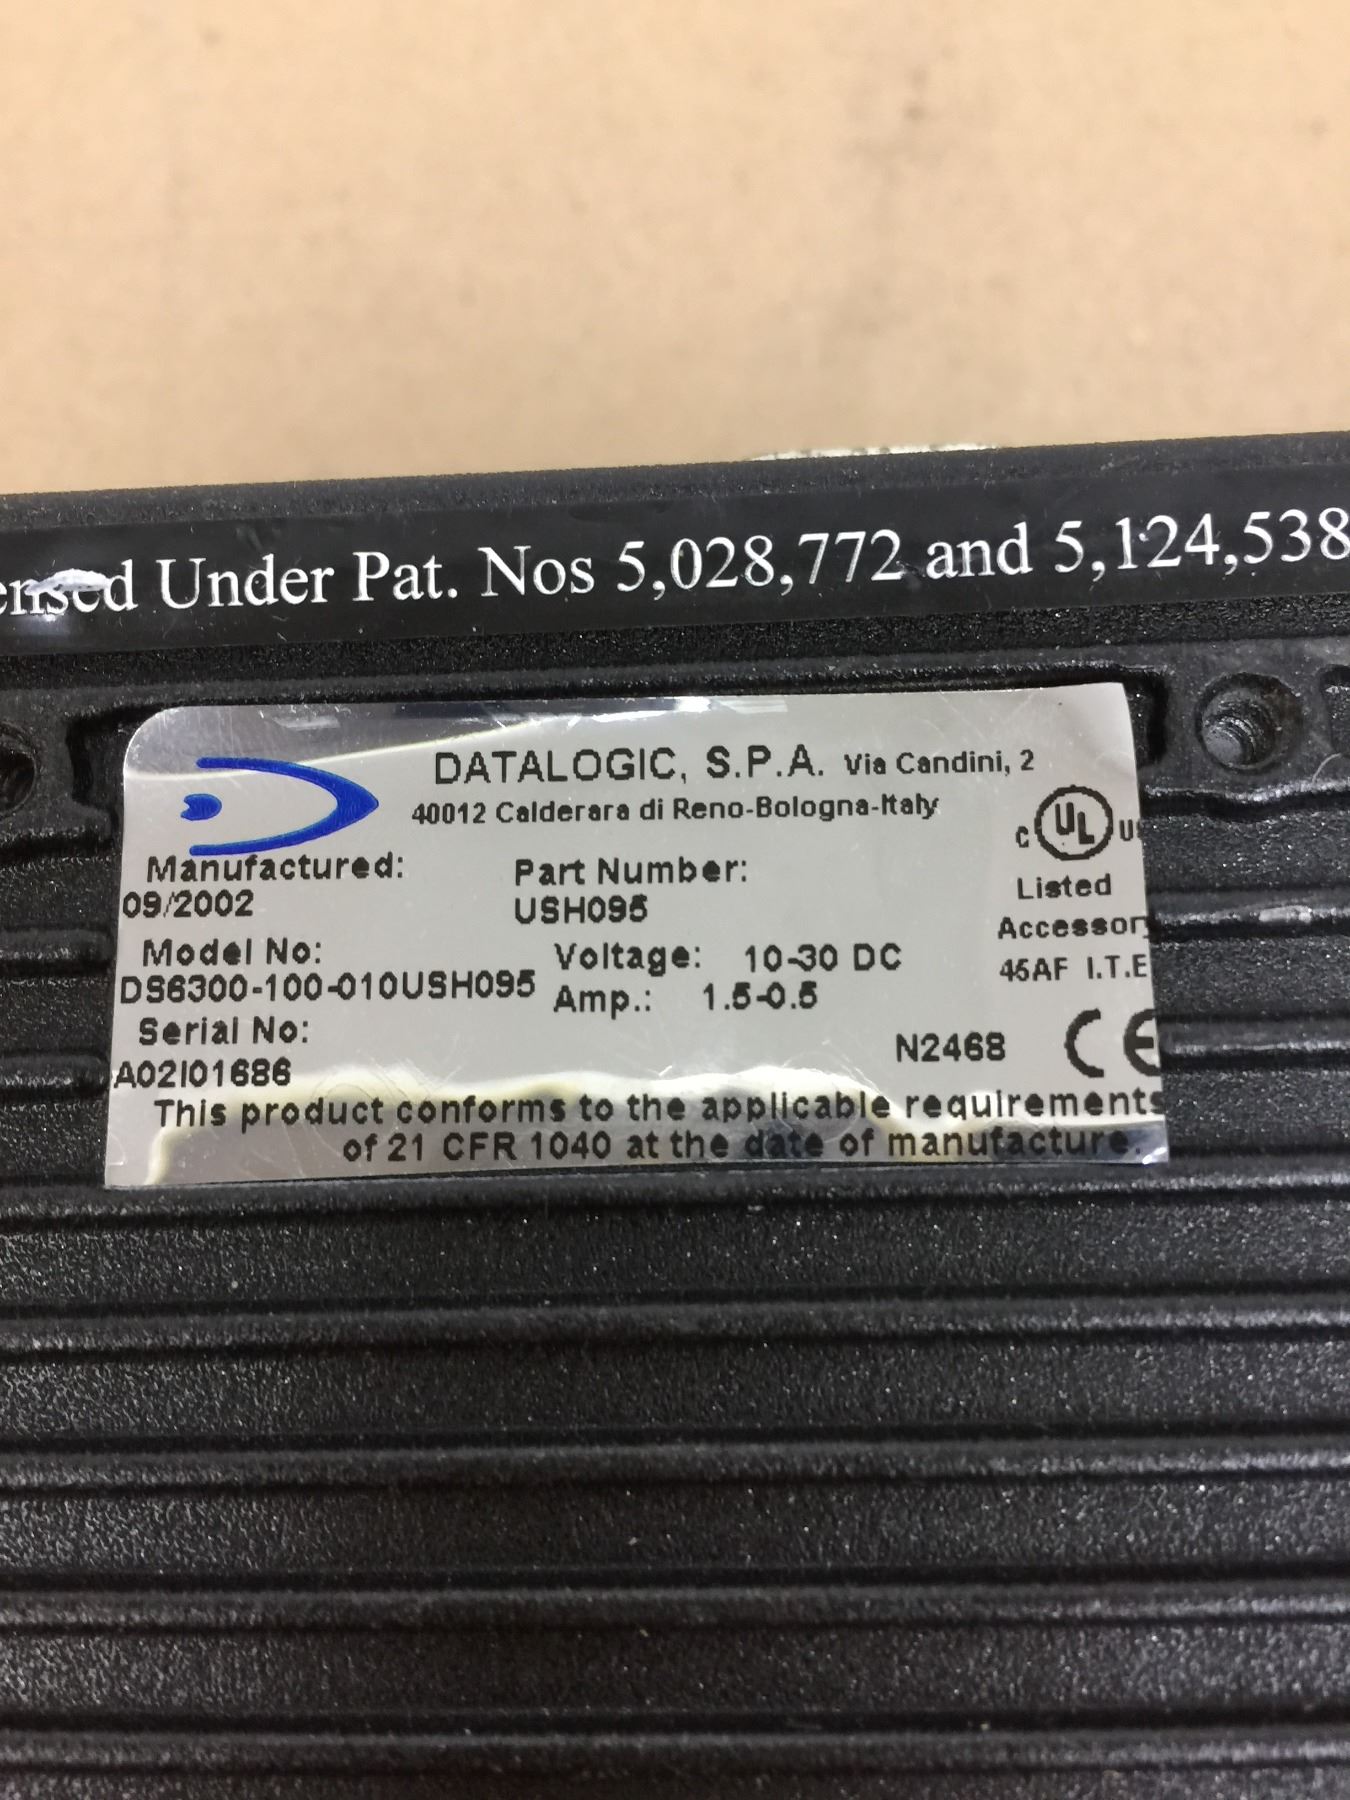 ensed Under Pat. Nos 5,028,772 and 5,124,538
DATALOGIC, S.P.A. Via Candini, 2
40012 Calderara di Reno-Bologna-Italy
C UL US
Listed
Accessory
45AF I.T.E
Manufactured: Part Number:
09/2002 USH095
Model No: Voltage: 10-30 DC
DS6300-100-010USH095 Amp.: 1.5-0.5
Serial No:
N2468 CE
A02I01686
This product conforms to the applicable requirements
of 21 CFR 1040 at the date of manufacture.